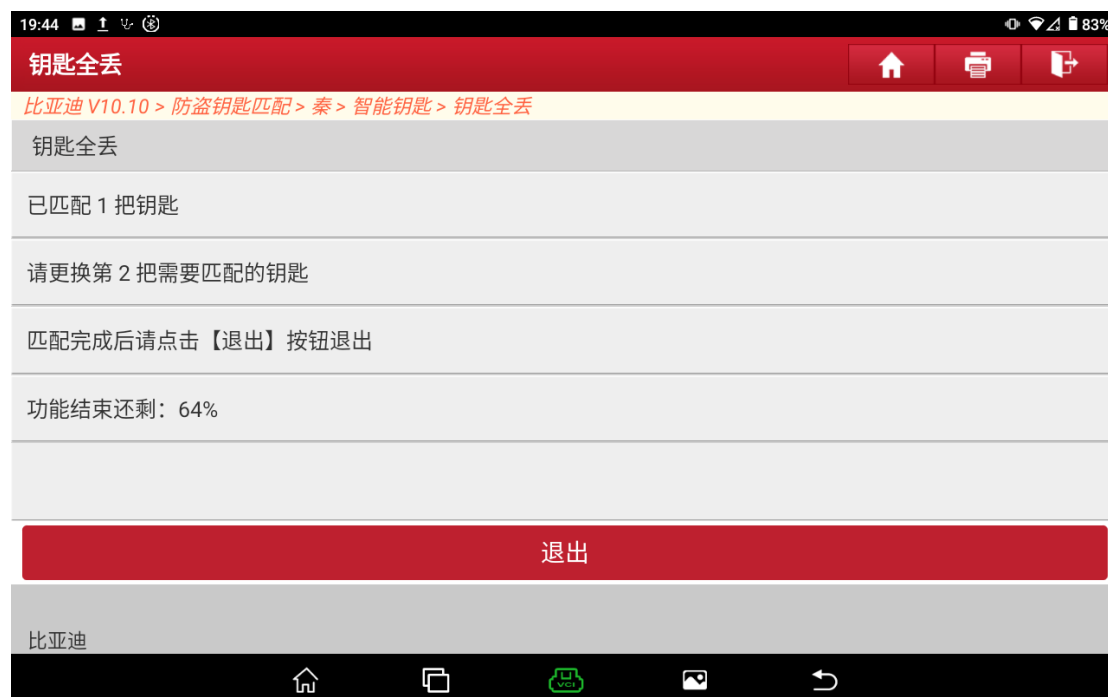 19:44 83%
钥匙全丢
比亚迪 V10.10 > 防盗钥匙匹配 > 秦 > 智能钥匙 > 钥匙全丢
钥匙全丢
已匹配 1 把钥匙
请更换第 2 把需要匹配的钥匙
匹配完成后请点击【退出】按钮退出
功能结束还剩：64%
退出
比亚迪
VCI